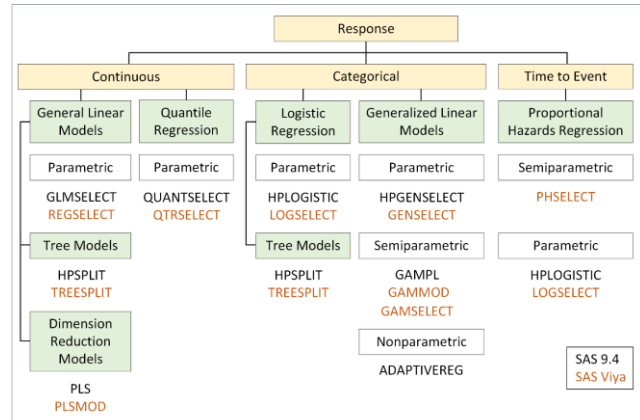 Response
Continuous
Categorical
Time to Event
General Linear
Models
Quantile
Regression
Logistic
Regression
Generalized Linear
Models
Proportional
Hazards Regression
Parametric
Parametric
Parametric
Parametric
Semiparametric
GLMSELECT
REGSELECT
QUANTSELECT
QTRSELECT
HPLOGISTIC
LOGSELECT
HPGENSELECT
GENSELECT
PHSELECT
Tree Models
Tree Models
Semiparametric
Parametric
HPSPLIT
TREESPLIT
HPSPLIT
TREESPLIT
GAMPL
GAMMOD
GAMSELECT
HPLOGISTIC
LOGSELECT
Dimension
Reduction
Models
Nonparametric
PLS
PLSMOD
ADAPTIVEREG
SAS 9.4
SAS Viya